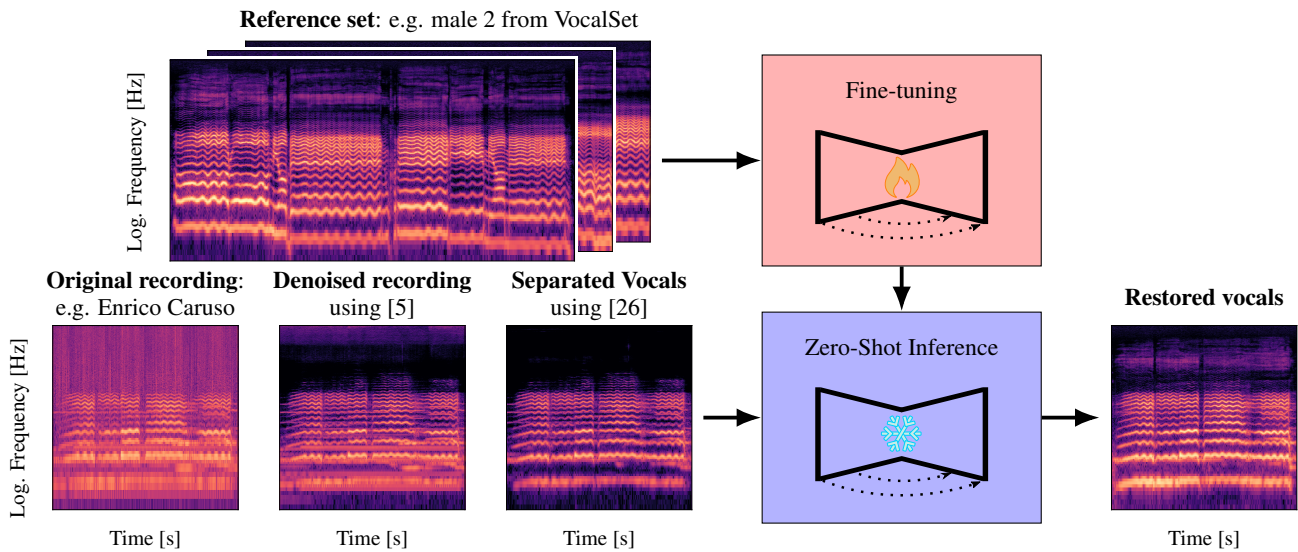 Reference set: e.g. male 2 from VocalSet
Log. Frequency [Hz]
Fine-tuning
Original recording:
e.g. Enrico Caruso
Denoised recording
using [5]
Separated Vocals
using [26]
Zero-Shot Inference
Restored vocals
Log. Frequency [Hz]
Time [s]
Time [s]
Time [s]
Time [s]